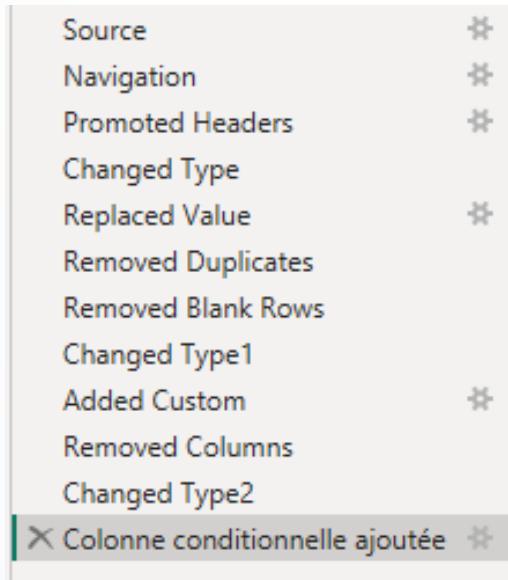 Source
Navigation
Promoted Headers
Changed Type
Replaced Value
Removed Duplicates
Removed Blank Rows
Changed Type1
Added Custom
Removed Columns
Changed Type2
Colonne conditionnelle ajoutée